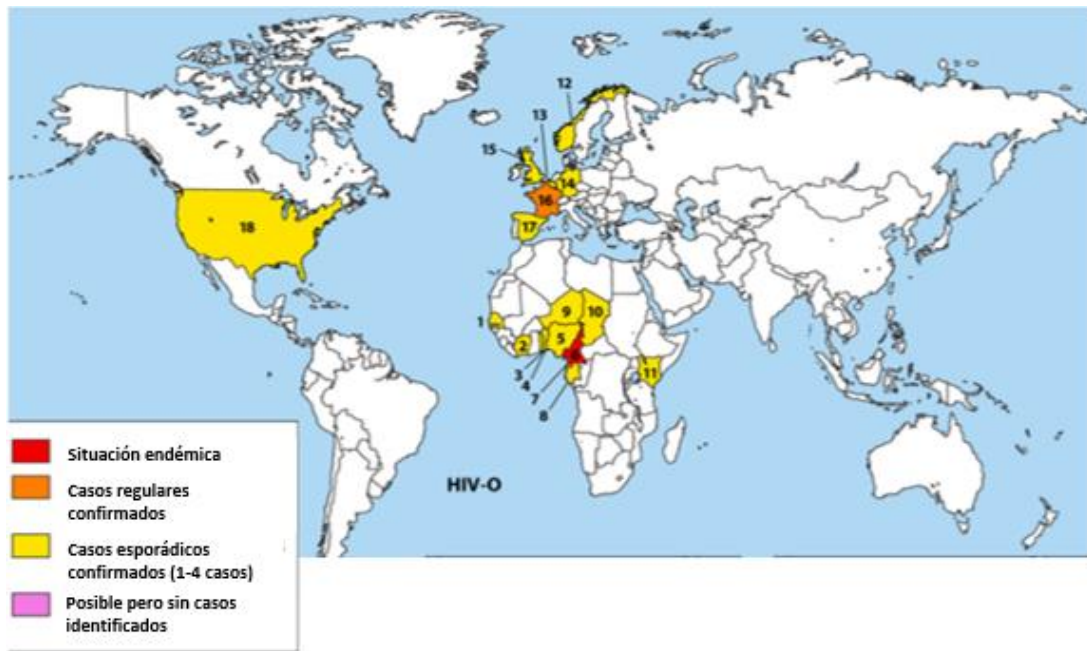 12
13
15
14
16
18
17
1
9
10
2
5
3
4
11
7
8
HIV-O
Situación endémica
Casos regulares
confirmados
Casos esporádicos
confirmados (1-4 casos)
Posible pero sin casos
identificados